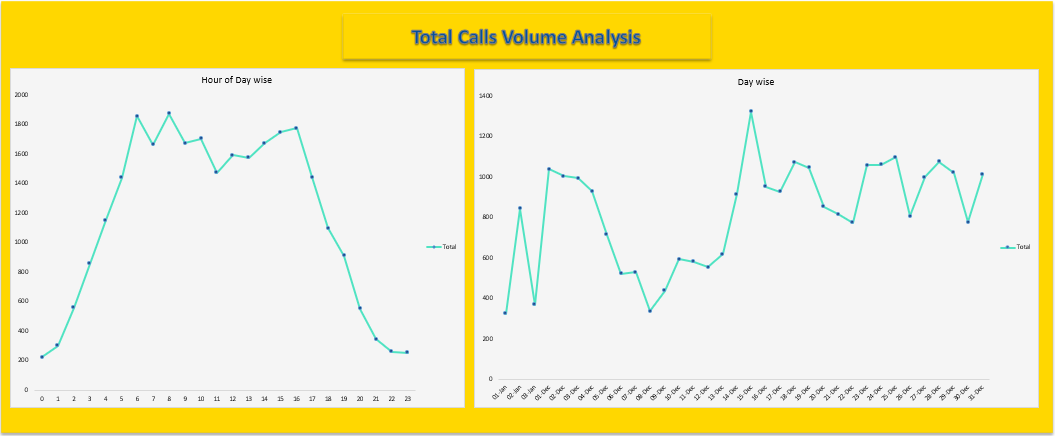 Total Calls Volume Analysis
Hour of Day wise
2000
1800
1600
1400
1200
1000
800
600
400
200
0
0 1 2 3 4 5 6 7 8 9 10 11 12 13 14 15 16 17 18 19 20 21 22 23
Total
Day wise
1400
1200
1000
800
600
400
200
0
01-Jan 02-Jan 03-Jan 01-Dec 02-Dec 03-Dec 04-Dec 05-Dec 06-Dec 07-Dec 08-Dec 09-Dec 10-Dec 11-Dec 12-Dec 13-Dec 14-Dec 15-Dec 16-Dec 17-Dec 18-Dec 19-Dec 20-Dec 21-Dec 22-Dec 23-Dec 24-Dec 25-Dec 26-Dec 27-Dec 28-Dec 29-Dec 30-Dec 31-Dec
Total